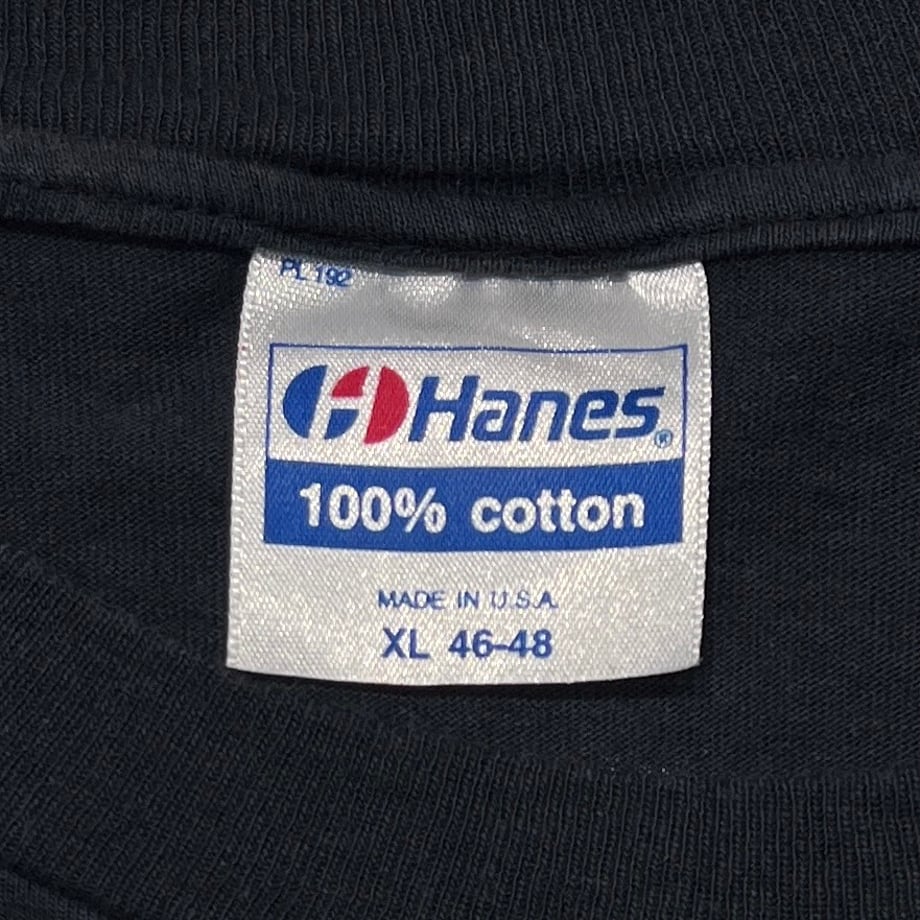 PL 192
Hanes®
100% cotton
MADE IN U.S.A.
XL 46-48